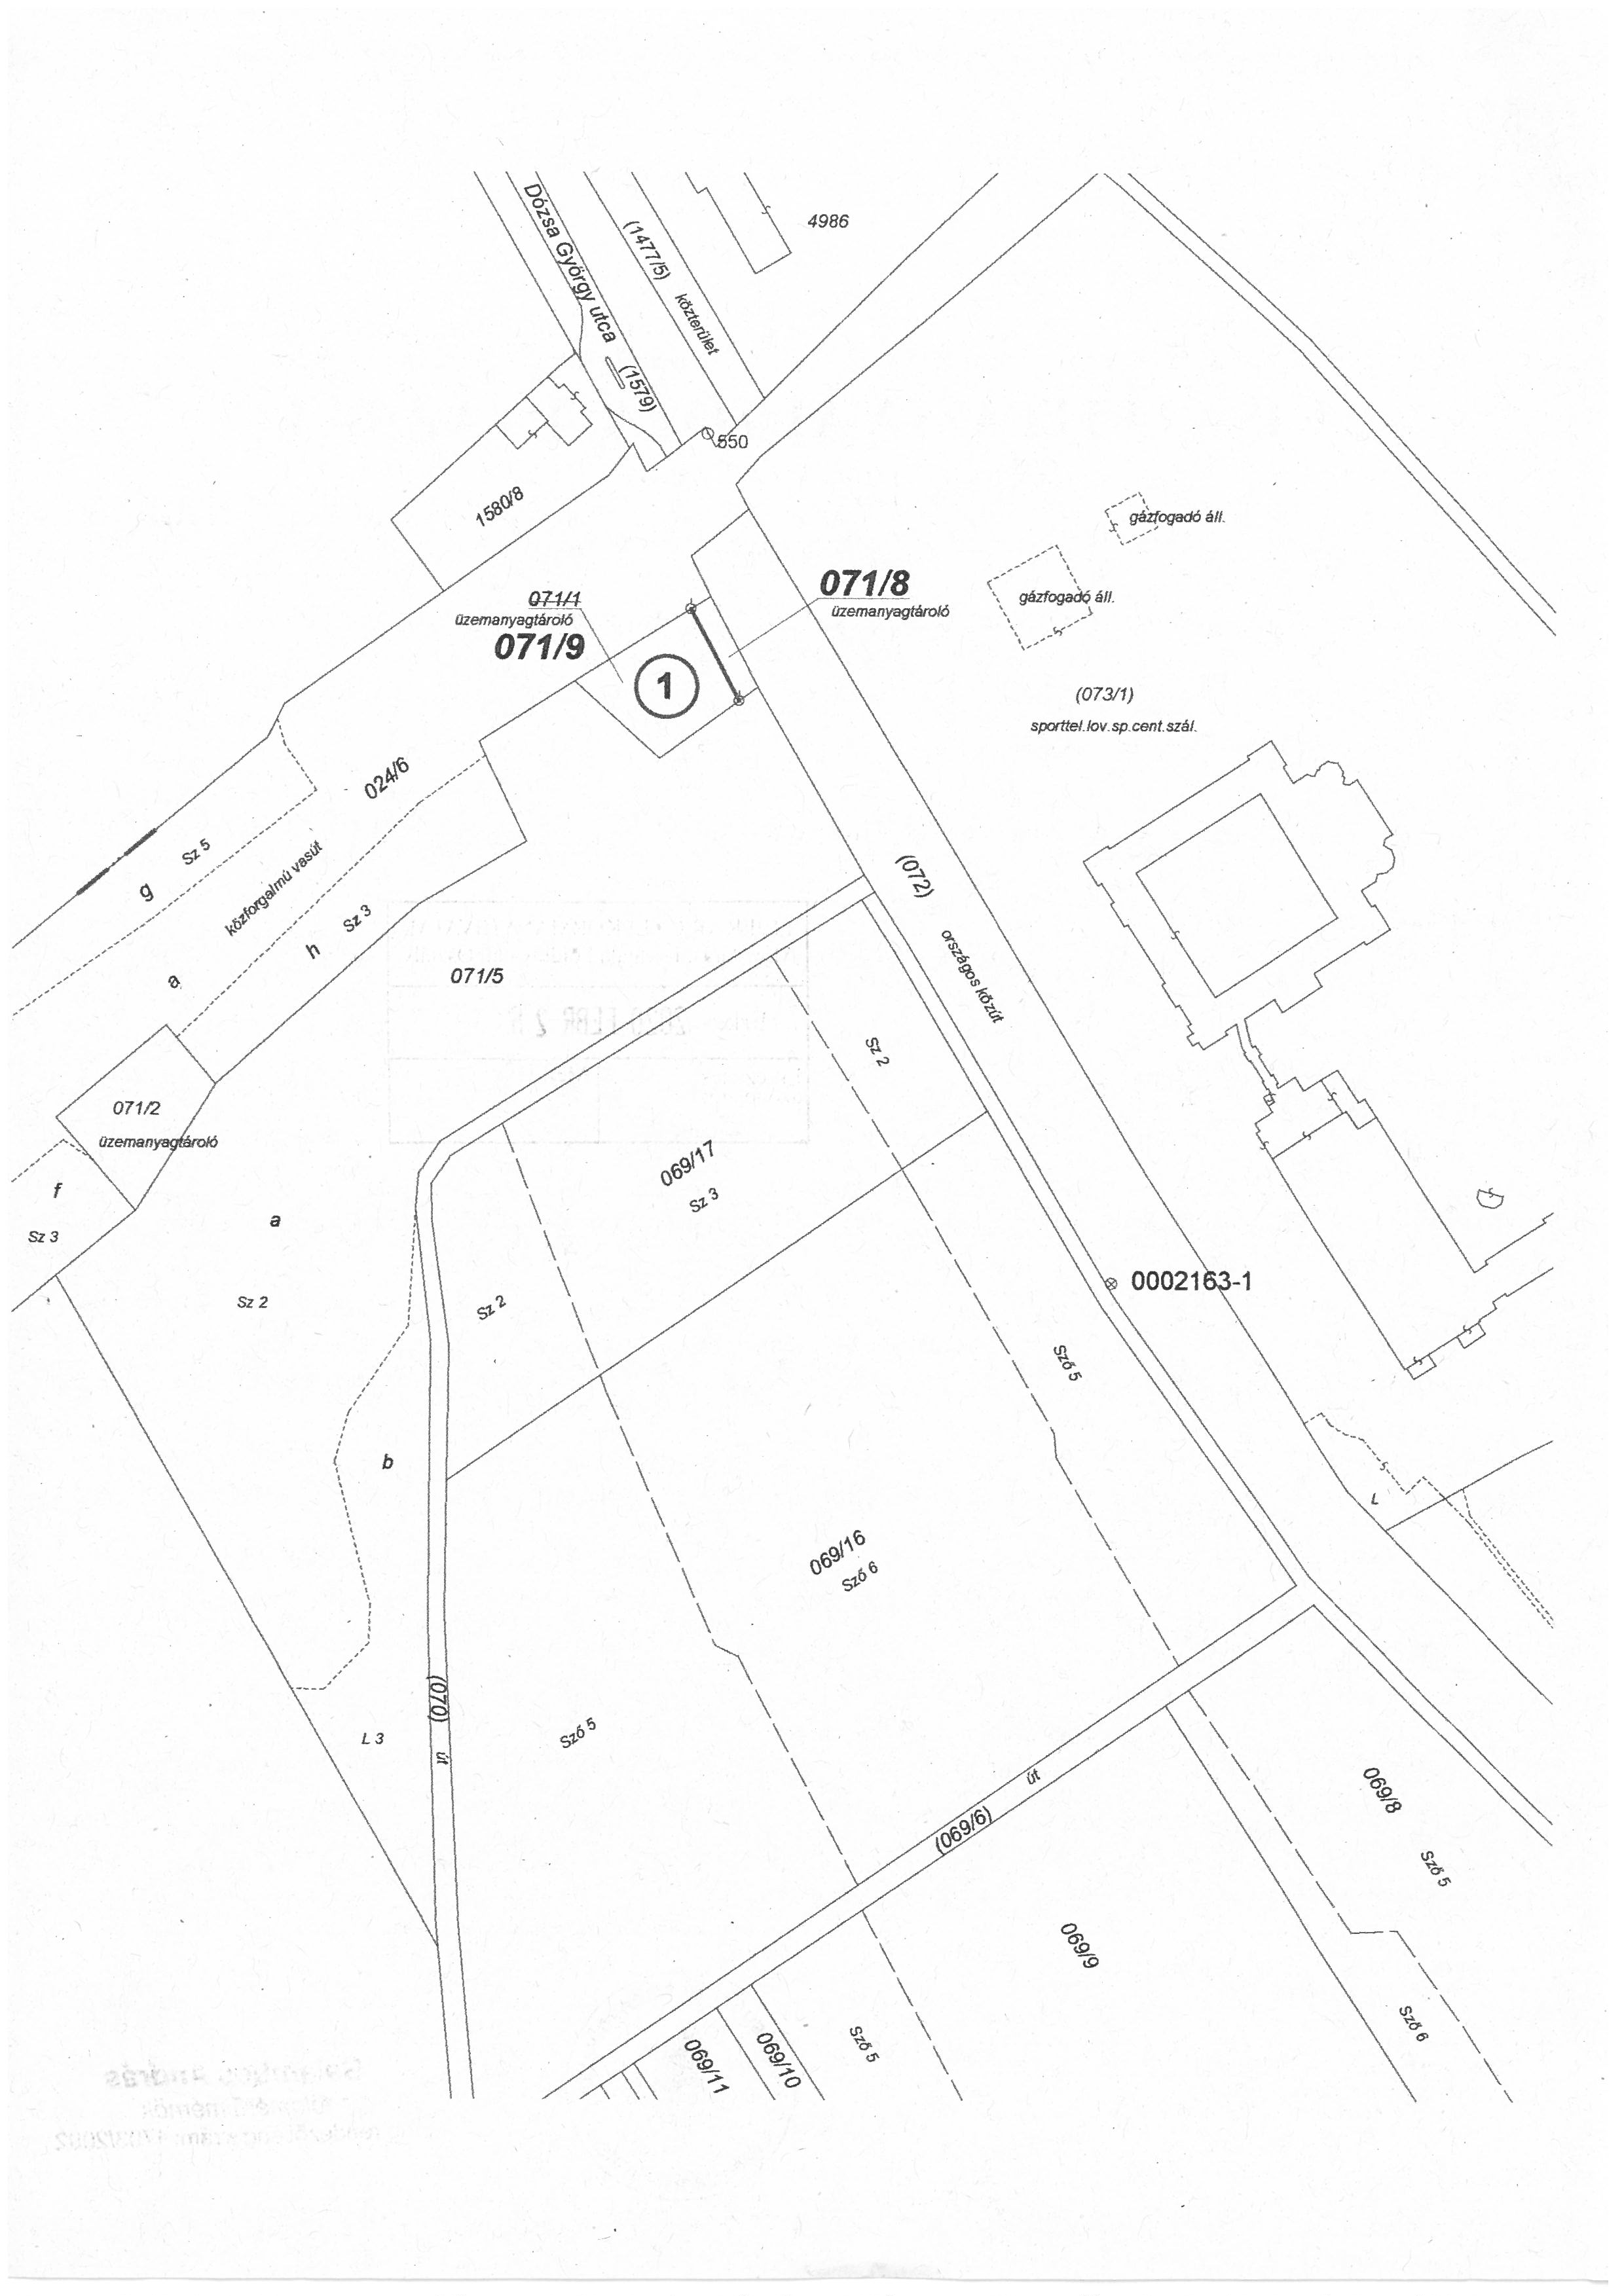 Dózsa György utca
(1579)
(1477/5)
közterület
4986
550
1580/8
gázfogadó áll.
gázfogadó áll.
071/1
üzemanyagtároló
071/9
071/8
üzemanyagtároló
1
(073/1)
sporttel.lov.sp.cent.szál.
024/6
Sz 5
g
közforgalmú vasút
h
Sz 3
a
071/5
(072)
országos közút
Sz 2
071/2
üzemanyagtároló
f
Sz 3
a
Sz 2
069/17
Sz 3
Sz 2
0002163-1
Sző 5
b
L
069/16
Sző 6
(070)
út
L 3
Sző 5
út
(069/6)
069/8
Sző 5
069/9
Sző 6
Sző 5
069/10
069/11